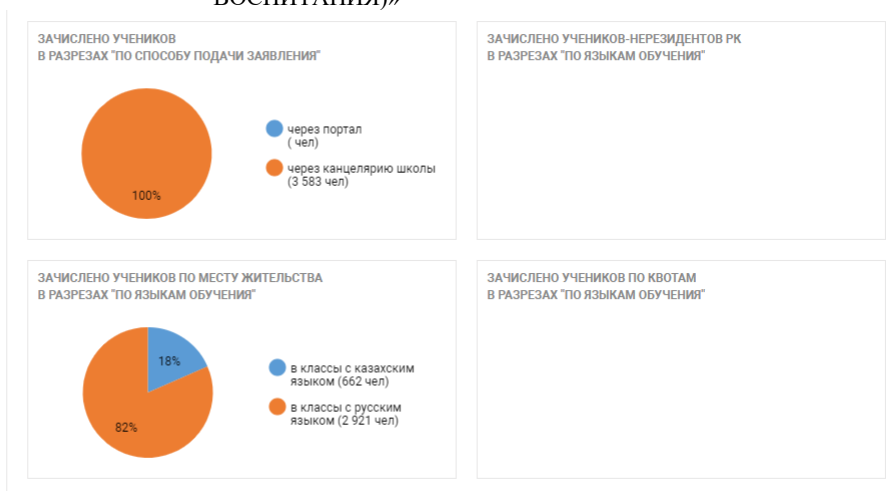 ВОСПИТАНИЯ)»
ЗАЧИСЛЕНО УЧЕНИКОВ
В РАЗРЕЗАХ "ПО СПОСОБУ ПОДАЧИ ЗАЯВЛЕНИЯ"
100%
через портал
( чел)
через канцелярию школы
(3 583 чел)
ЗАЧИСЛЕНО УЧЕНИКОВ-НЕРЕЗИДЕНТОВ РК
В РАЗРЕЗАХ "ПО ЯЗЫКАМ ОБУЧЕНИЯ"
ЗАЧИСЛЕНО УЧЕНИКОВ ПО МЕСТУ ЖИТЕЛЬСТВА
В РАЗРЕЗАХ "ПО ЯЗЫКАМ ОБУЧЕНИЯ"
18%
82%
в классы с казахским
языком (662 чел)
в классы с русским
языком (2 921 чел)
ЗАЧИСЛЕНО УЧЕНИКОВ ПО КВОТАМ
В РАЗРЕЗАХ "ПО ЯЗЫКАМ ОБУЧЕНИЯ"